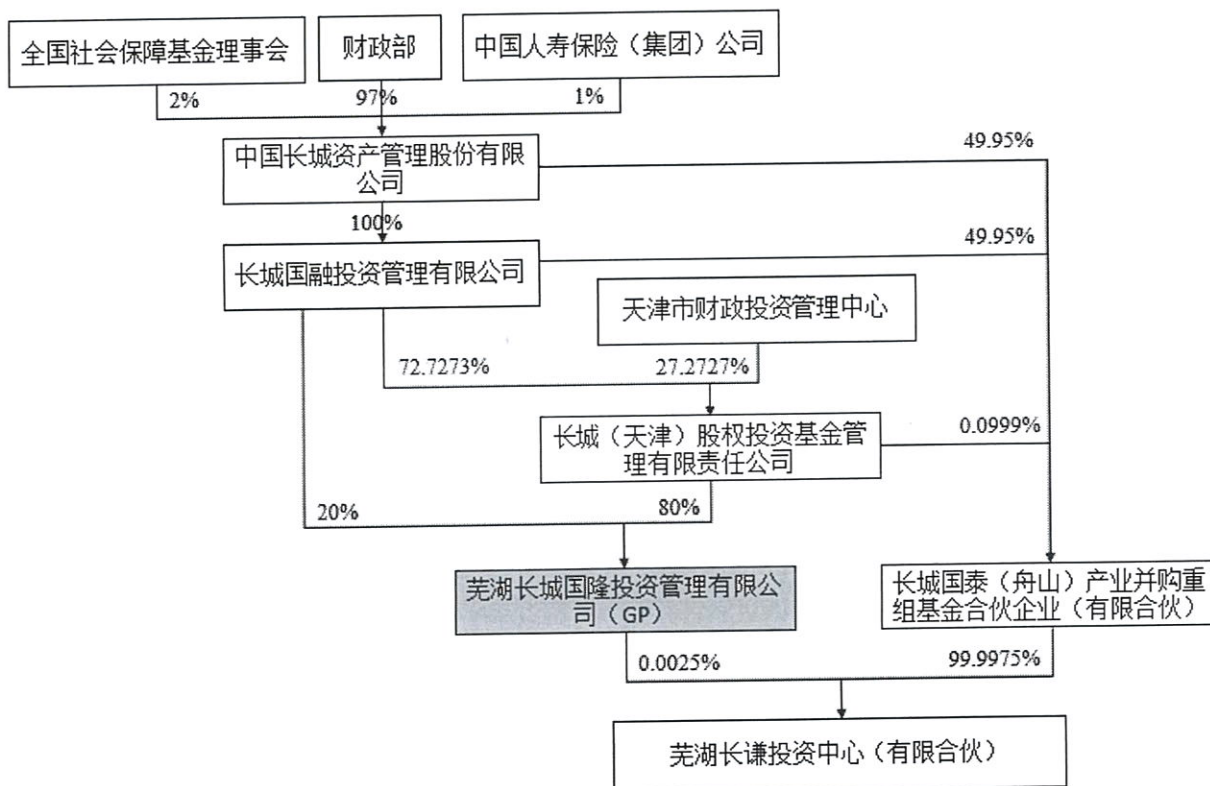 全国社会保障基金理事会
财政部
中国人寿保险（集团）公司
2%
97%
1%
中国长城资产管理股份有限
公司
49.95%
100%
长城国融投资管理有限公司
49.95%
天津市财政投资管理中心
72.7273%
27.2727%
长城（天津）股权投资基金管
理有限责任公司
0.0999%
20%
80%
芜湖长城国隆投资管理有限公
司（GP）
长城国泰（舟山）产业并购重
组基金合伙企业（有限合伙）
0.0025%
99.9975%
芜湖长谦投资中心（有限合伙）